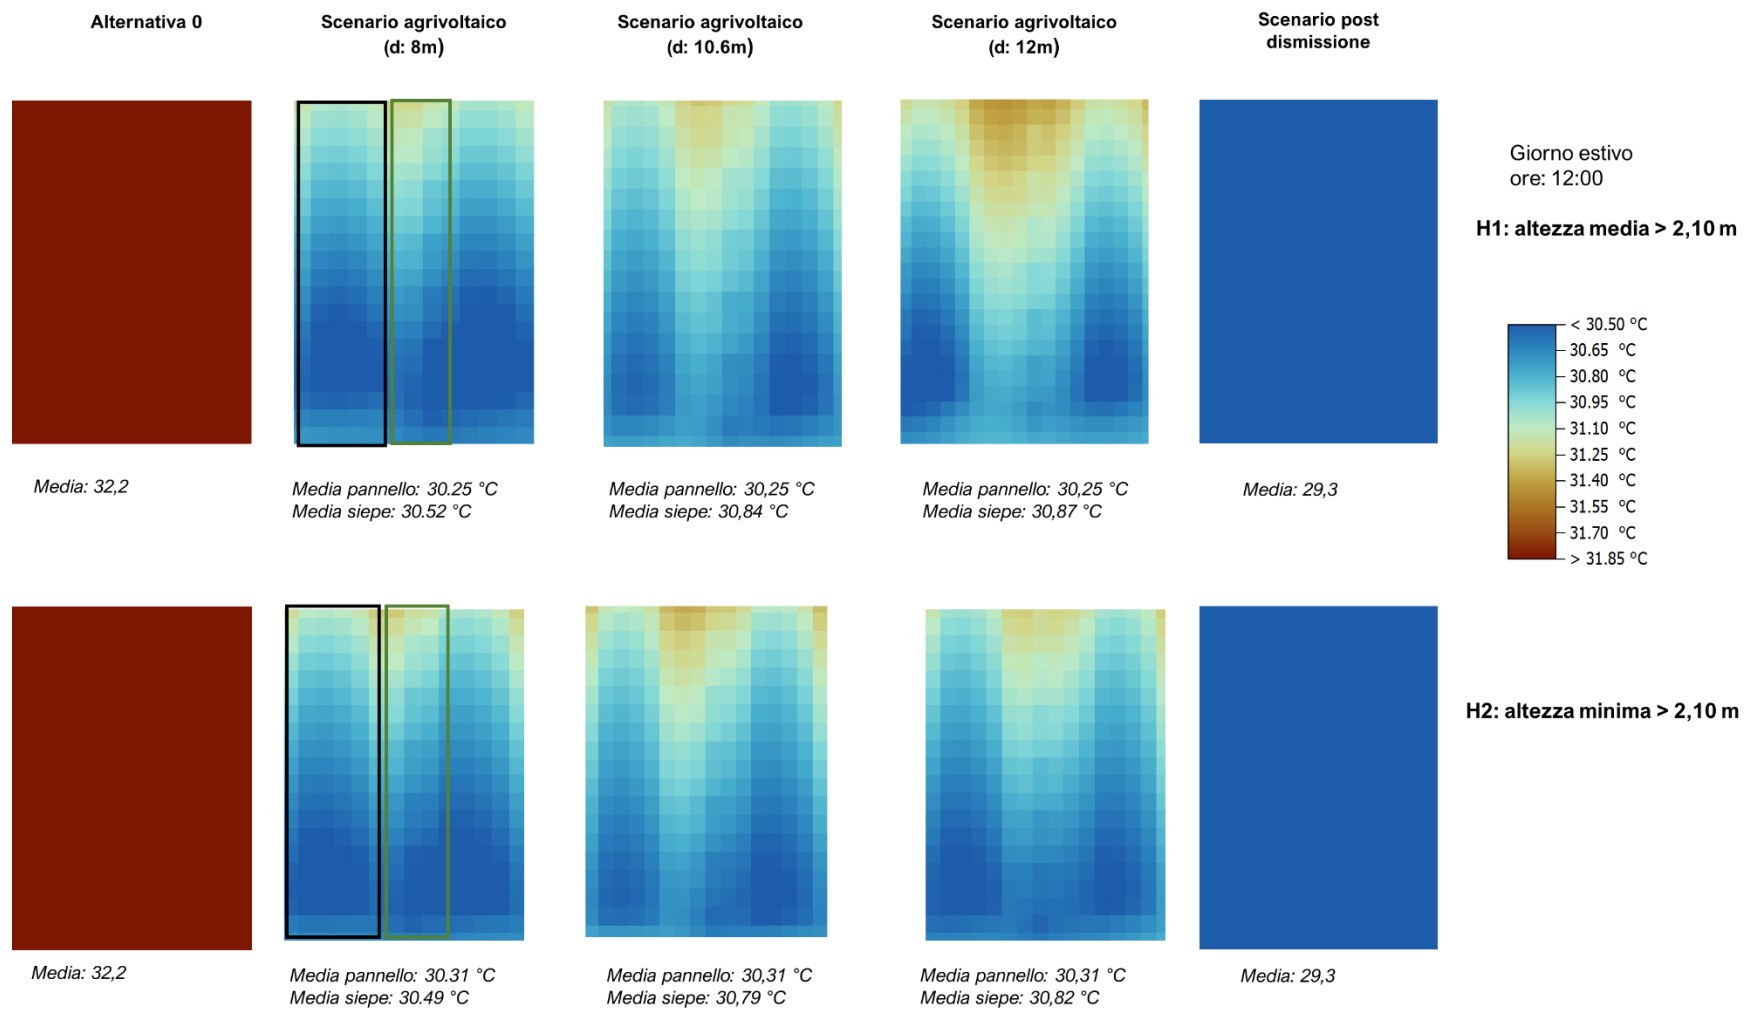 Alternativa 0
Scenario agrivoltaico
(d: 8m)
Scenario agrivoltaico
(d: 10.6m)
Scenario agrivoltaico
(d: 12m)
Scenario post
dismissione
Giorno estivo
ore: 12:00
H1: altezza media > 2,10 m
< 30.50 °C
30.65 °C
30.80 °C
30.95 °C
31.10 °C
31.25 °C
31.40 °C
31.55 °C
31.70 °C
> 31.85 °C
Media: 32,2
Media pannello: 30.25 °C
Media siepe: 30.52 °C
Media pannello: 30,25 °C
Media siepe: 30,84 °C
Media pannello: 30,25 °C
Media siepe: 30,87 °C
Media: 29,3
H2: altezza minima > 2,10 m
Media: 32,2
Media pannello: 30.31 °C
Media siepe: 30.49 °C
Media pannello: 30,31 °C
Media siepe: 30,79 °C
Media pannello: 30,31 °C
Media siepe: 30,82 °C
Media: 29,3